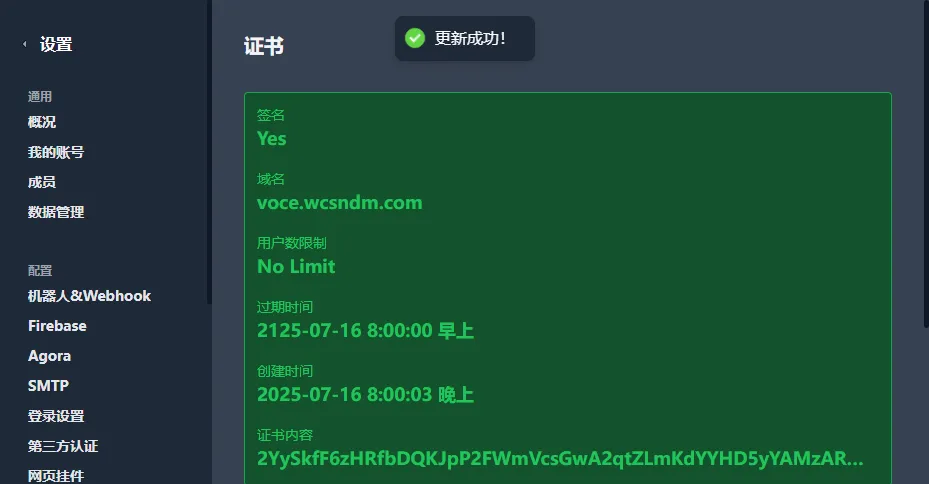 设置
通用
概况
我的账号
成员
数据管理
配置
机器人&Webhook
Firebase
Agora
SMTP
登录设置
第三方认证
网页挂件
证书
更新成功！
签名
Yes
域名
voce.wcsndm.com
用户数限制
No Limit
过期时间
2125-07-16 8:00:00 早上
创建时间
2025-07-16 8:00:03 晚上
证书内容
2YySkfF6zHRfbDQKJpP2FWmVcsGwA2qtZLmKdYYHD5yYAMzAR...